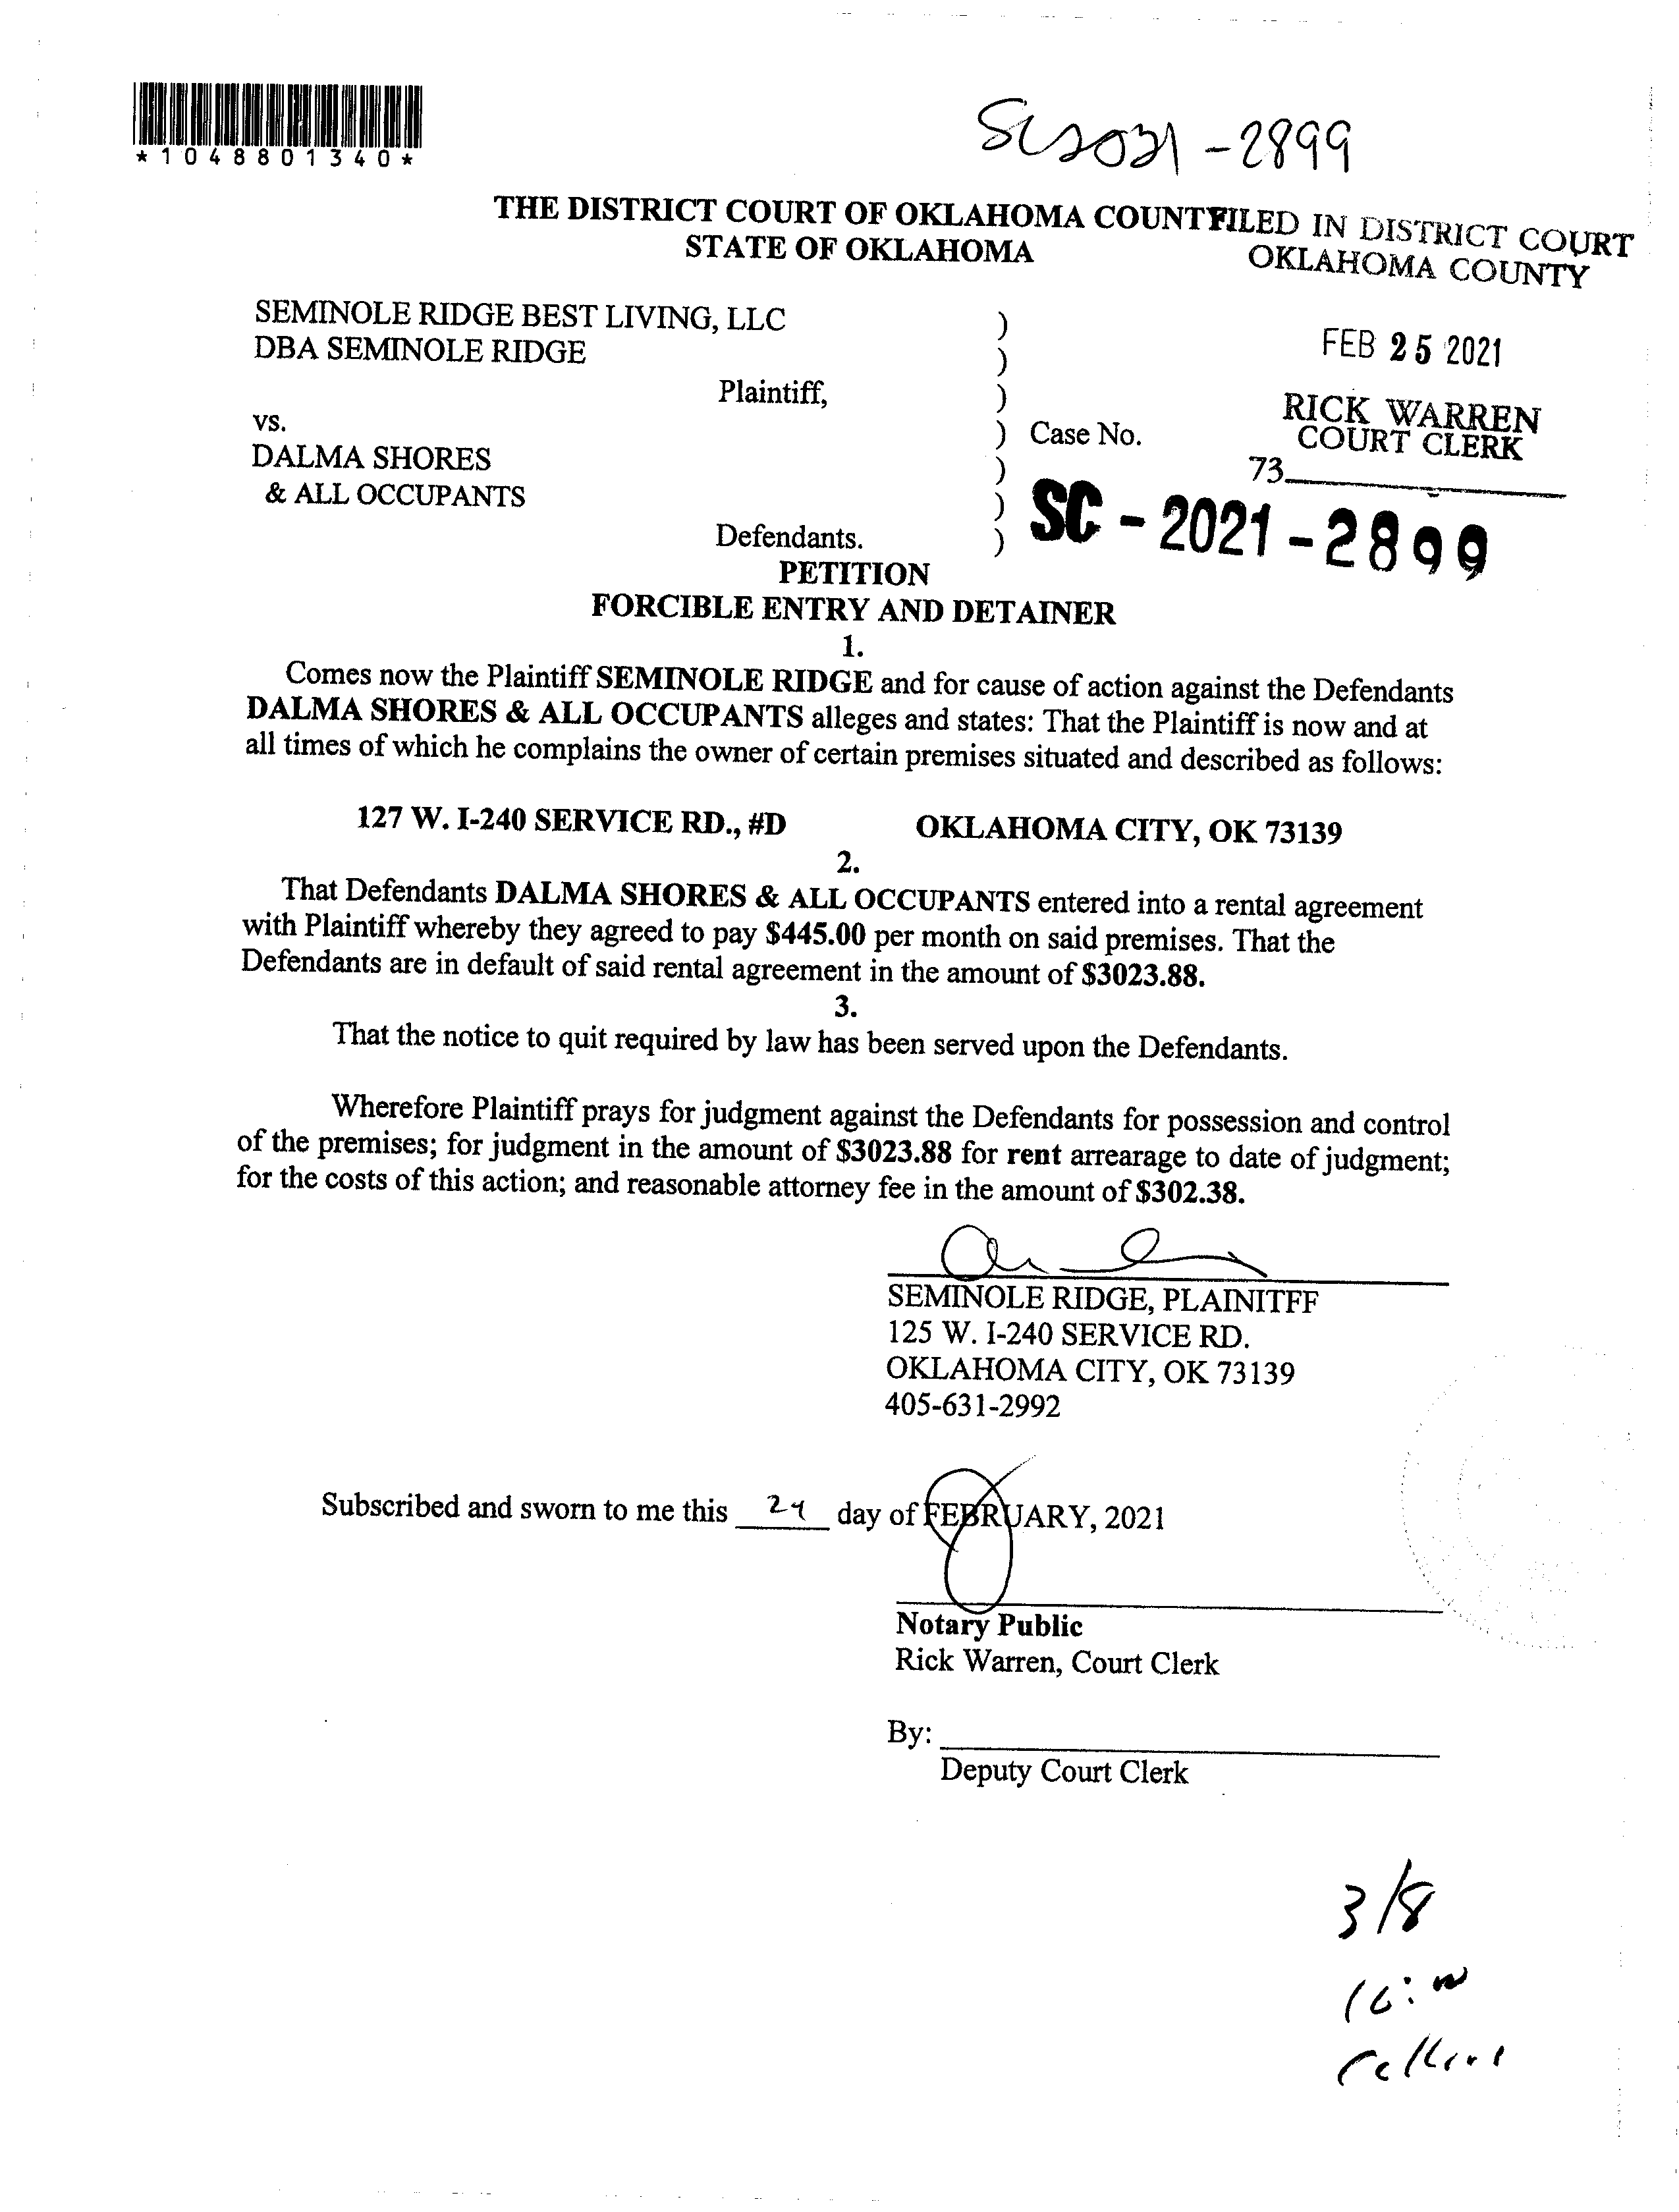 *1048801340*
SC2021-2899
THE DISTRICT COURT OF OKLAHOMA COUNT
STATE OF OKLAHOMA
FILED IN DISTRICT COURT
OKLAHOMA COUNTY
FEB 25 2021
RICK WARREN
COURT CLERK
73
SEMINOLE RIDGE BEST LIVING, LLC )
DBA SEMINOLE RIDGE )
Plaintiff, )
vs. ) Case No.
DALMA SHORES )
& ALL OCCUPANTS ) SC - 2021 - 2899
Defendants. )
PETITION
FORCIBLE ENTRY AND DETAINER
1.
Comes now the Plaintiff SEMINOLE RIDGE and for cause of action against the Defendants
DALMA SHORES & ALL OCCUPANTS alleges and states: That the Plaintiff is now and at
all times of which he complains the owner of certain premises situated and described as follows:
127 W. I-240 SERVICE RD., #D OKLAHOMA CITY, OK 73139
2.
That Defendants DALMA SHORES & ALL OCCUPANTS entered into a rental agreement
with Plaintiff whereby they agreed to pay $445.00 per month on said premises. That the
Defendants are in default of said rental agreement in the amount of $3023.88.
3.
That the notice to quit required by law has been served upon the Defendants.
Wherefore Plaintiff prays for judgment against the Defendants for possession and control
of the premises; for judgment in the amount of $3023.88 for rent arrearage to date of judgment;
for the costs of this action; and reasonable attorney fee in the amount of $302.38.
SEMINOLE RIDGE, PLAINITFF
125 W. I-240 SERVICE RD.
OKLAHOMA CITY, OK 73139
405-631-2992
Subscribed and sworn to me this 24 day of FEBRUARY, 2021
Notary Public
Rick Warren, Court Clerk
By:
Deputy Court Clerk
3/8